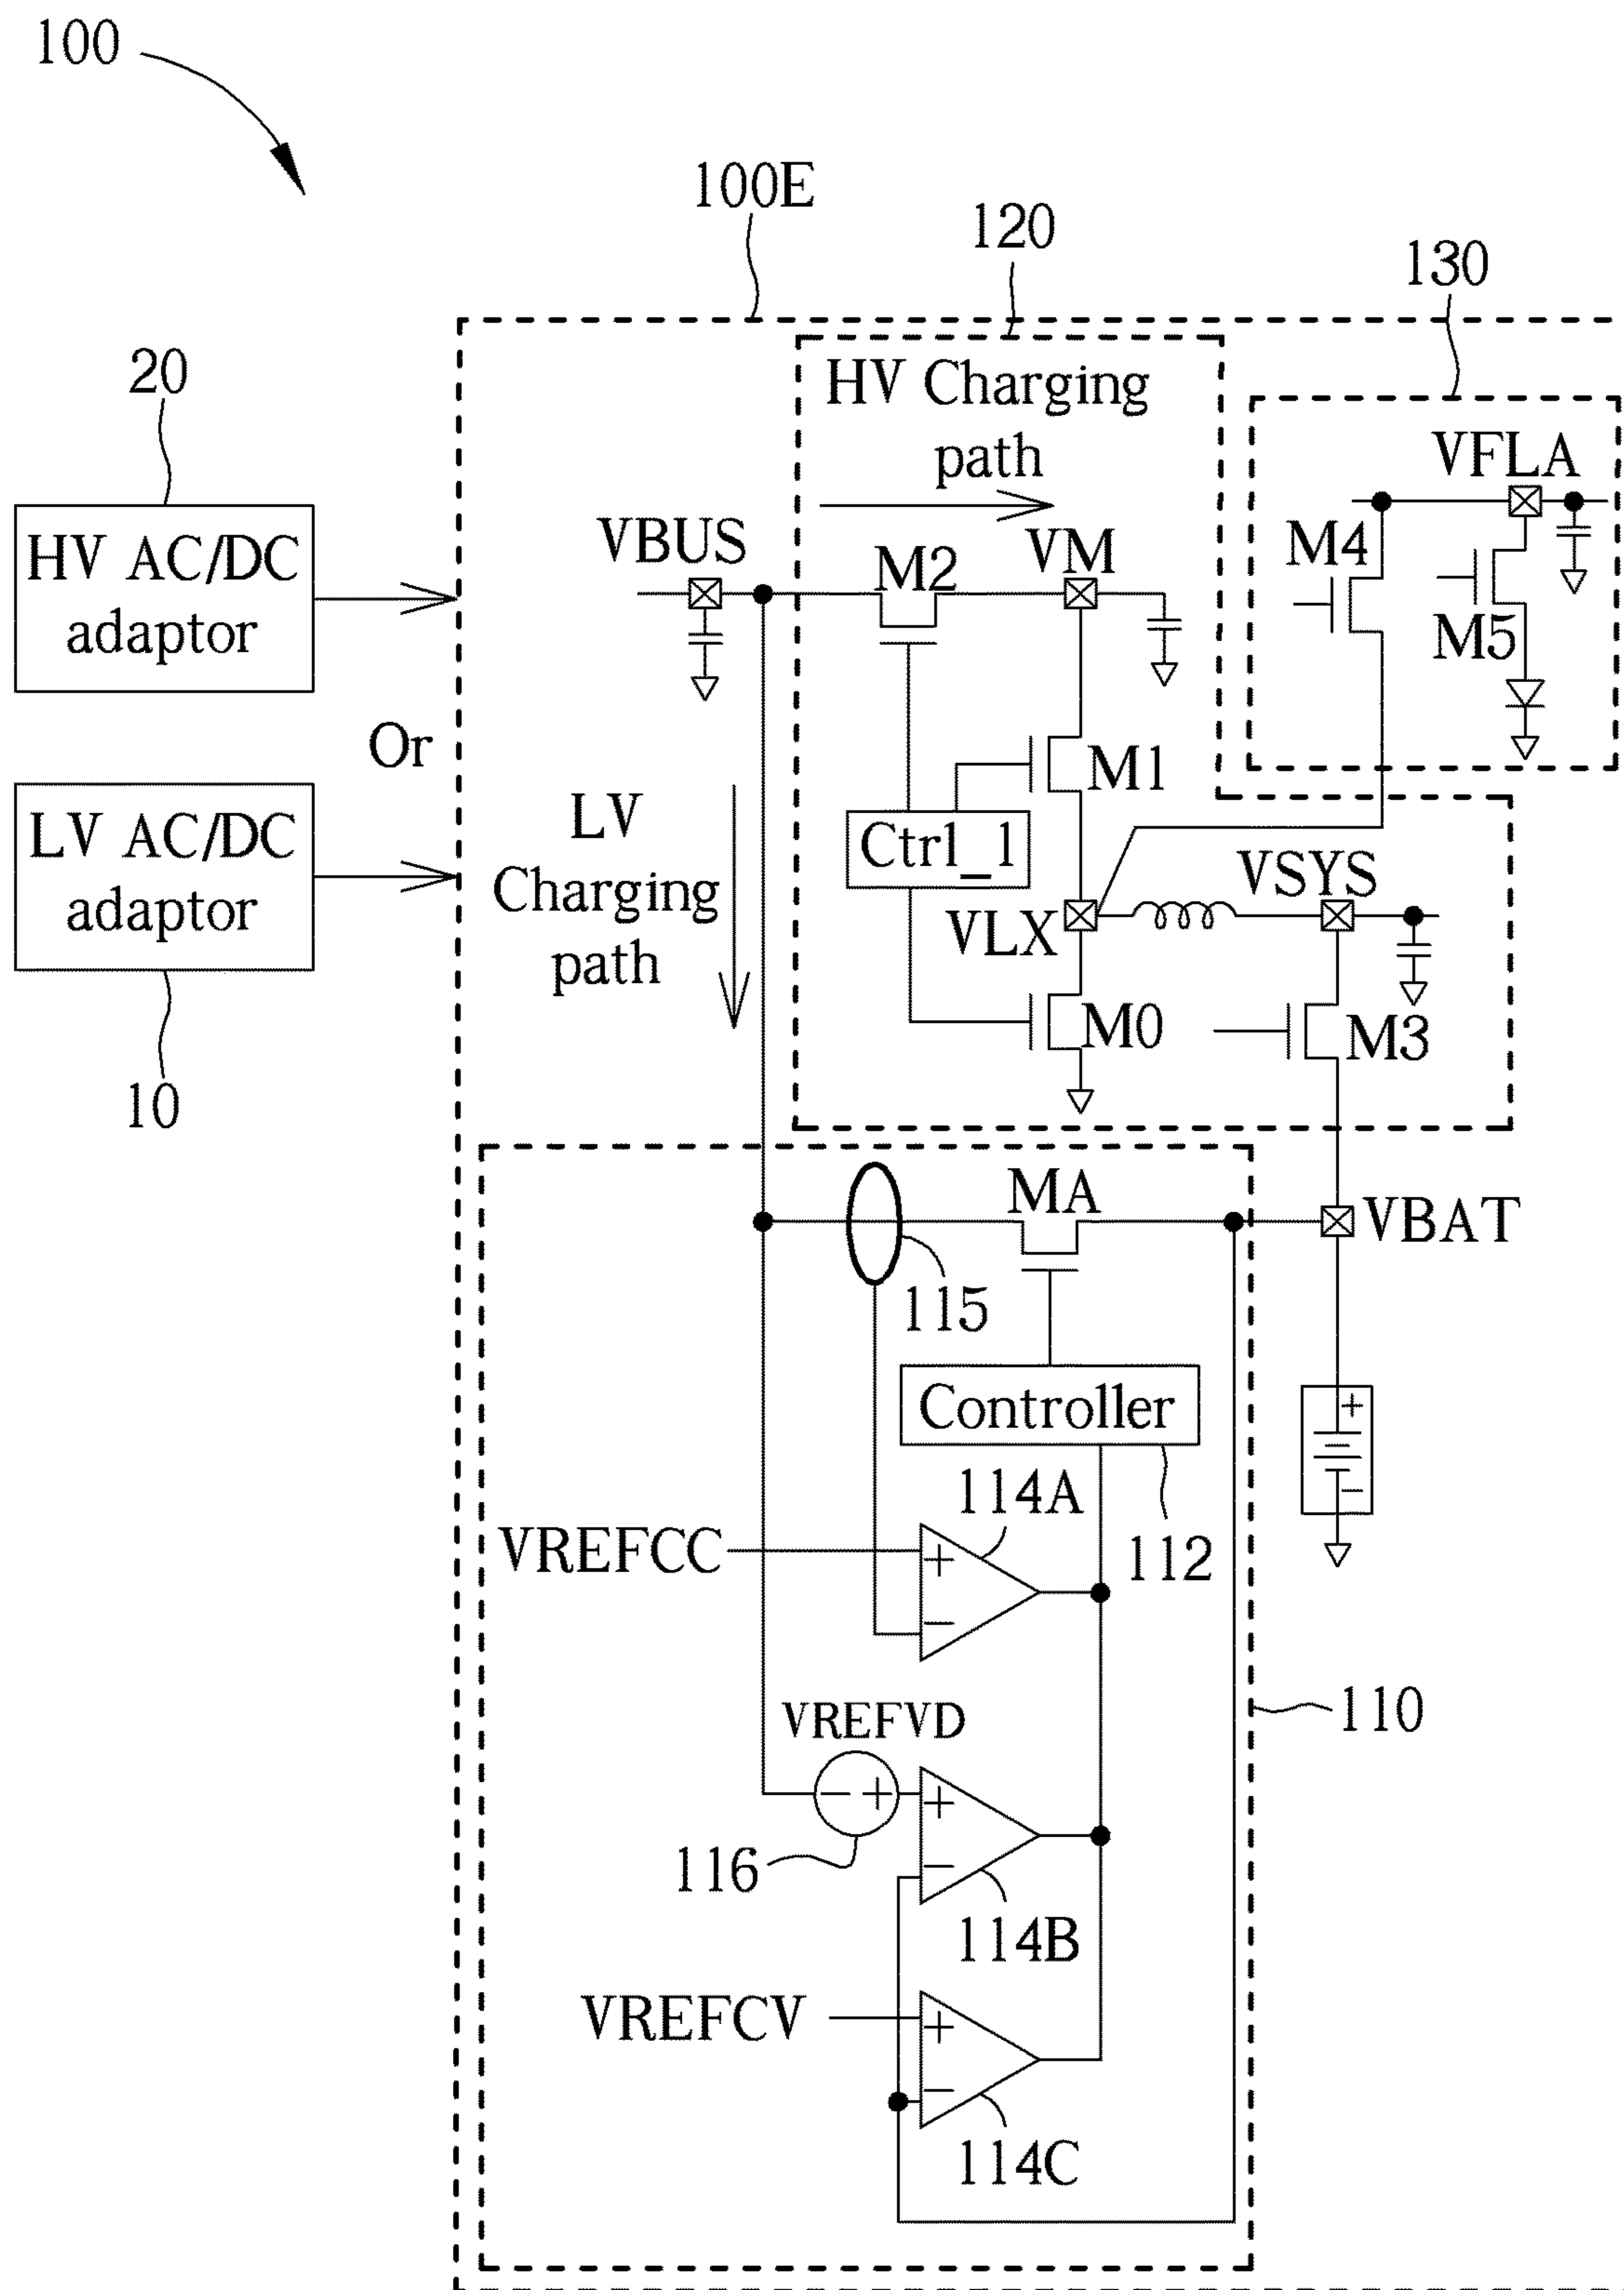 100
100E
120
130
20
HV Charging
path
VFLA
HV AC/DC
adaptor
VBUS
M2
VM
M4
M5
Or
LV
Charging
path
M1
LV AC/DC
adaptor
Ctrl_1
VSYS
VLX
M0
M3
10
MA
VBAT
115
Controller
+
−
114A
112
VREFCC
+
−
110
VREFVD
− +
+
−
116
114B
VREFCV
+
−
114C